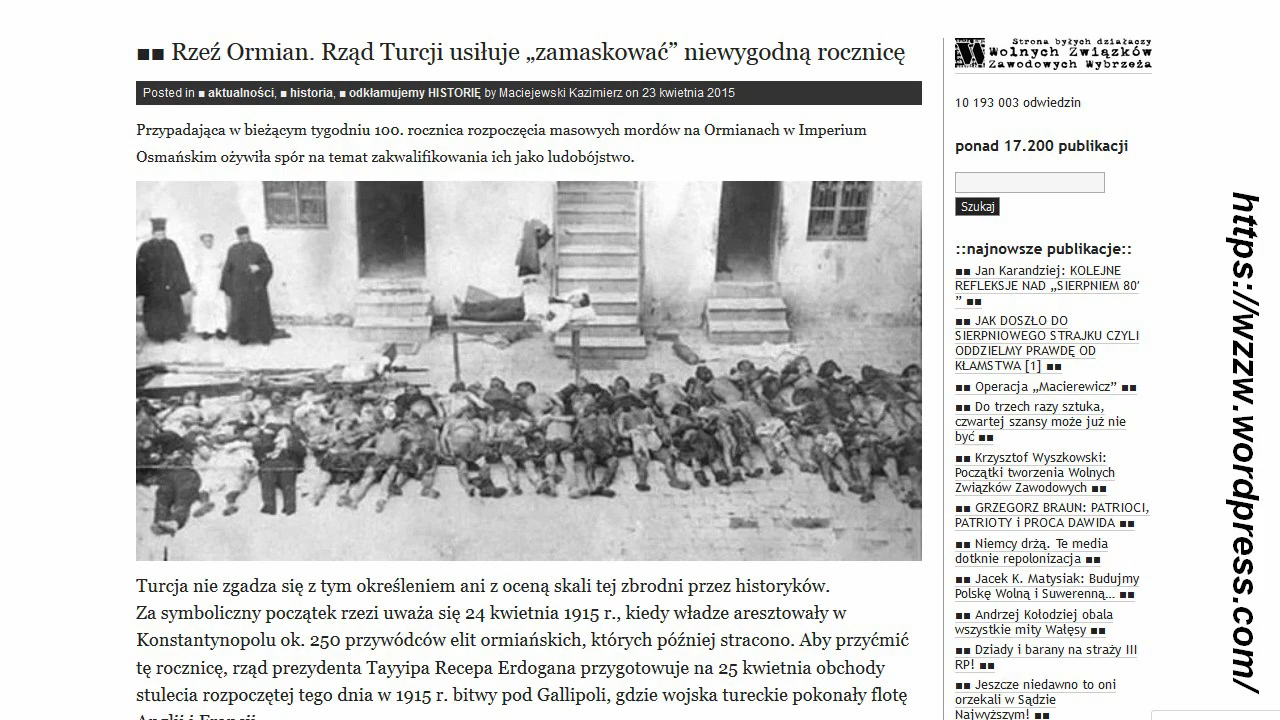 ■■ Rzeź Ormian. Rząd Turcji usiłuje „zamaskować” niewygodną rocznicę
Posted in ■ aktualności, ■ historia, ■ odkłamujemy HISTORIĘ by Maciejewski Kazimierz on 23 kwietnia 2015
Przypadająca w bieżącym tygodniu 100. rocznica rozpoczęcia masowych mordów na Ormianach w Imperium
Osmańskim ożywiła spór na temat zakwalifikowania ich jako ludobójstwo.
Turcja nie zgadza się z tym określeniem ani z oceną skali tej zbrodni przez historyków.
Za symboliczny początek rzezi uważa się 24 kwietnia 1915 r., kiedy władze aresztowały w
Konstantynopolu ok. 250 przywódców elit ormiańskich, których później stracono. Aby przyćmić
tę rocznicę, rząd prezydenta Tayyipa Recepa Erdogana przygotowuje na 25 kwietnia obchody
stulecia rozpoczętej tego dnia w 1915 r. bitwy pod Gallipoli, gdzie wojska tureckie pokonały flotę
Anglii i Francji
Strona byłych działaczy
Wolnych Związków
Zawodowych Wybrzeża
10 193 003 odwiedzin
ponad 17.200 publikacji
Szukaj
::najnowsze publikacje::
■■ Jan Karandziej: KOLEJNE
REFLEKSJE NAD „SIERPNIEM 80′
” ■■
■■ JAK DOSZŁO DO
SIERPNIOWEGO STRAJKU CZYLI
ODDZIELMY PRAWDĘ OD
KŁAMSTWA [1] ■■
■■ Operacja „Macierewicz” ■■
■■ Do trzech razy sztuka,
czwartej szansy może już nie
być ■■
■■ Krzysztof Wyszkowski:
Początki tworzenia Wolnych
Związków Zawodowych ■■
■■ GRZEGORZ BRAUN: PATRIOCI,
PATRIOTY i PROCA DAWIDA ■■
■■ Niemcy drżą. Te media
dotknie repolonizacja ■■
■■ Jacek K. Matysiak: Budujmy
Polskę Wolną i Suwerenną… ■■
■■ Andrzej Kołodziej obala
wszystkie mity Wałęsy ■■
■■ Dziady i barany na straży III
RP! ■■
■■ Jeszcze niedawno to oni
orzekali w Sądzie
Najwyższym! ■■
https://wzzw.wordpress.com/